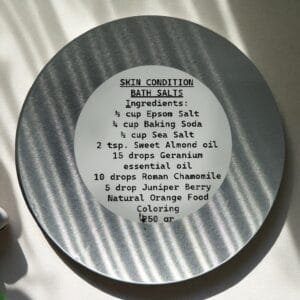 SKIN CONDITION
BATH SALTS
Ingredients:
½ cup Epsom Salt
¼ cup Baking Soda
½ cup Sea Salt
2 tsp. Sweet Almond oil
15 drops Geranium
essential oil
10 drops Roman Chamomile
5 drop Juniper Berry
Natural Orange Food
Coloring
250 gr